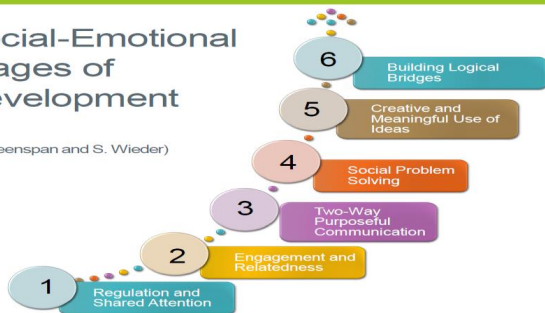 cial-Emotional
ages of
evelopment
eenspan and S. Wieder)
6
Building Logical
Bridges
5
Creative and
Meaningful Use of
Ideas
4
Social Problem
Solving
3
Two-Way
Purposeful
Communication
2
Engagement and
Relatedness
1
Regulation and
Shared Attention